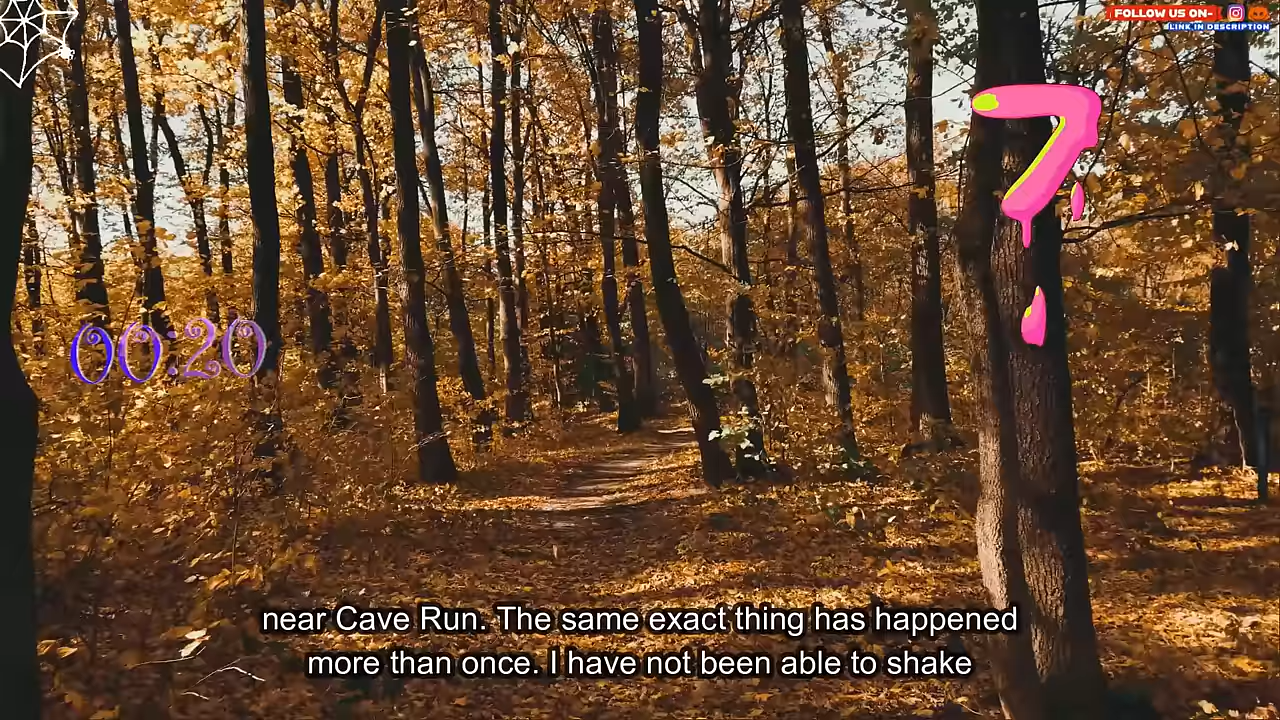 FOLLOW US ON-
LINK IN DESCRIPTION
7
00:20
near Cave Run. The same exact thing has happened
more than once. I have not been able to shake